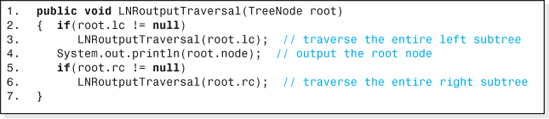 1. public void LNRoutputTraversal(TreeNode root)
2. { if(root.lc != null)
3. LNRoutputTraversal(root.lc); // traverse the entire left subtree
4. System.out.println(root.node); // output the root node
5. if(root.rc != null)
6. LNRoutputTraversal(root.rc); // traverse the entire right subtree
7. }